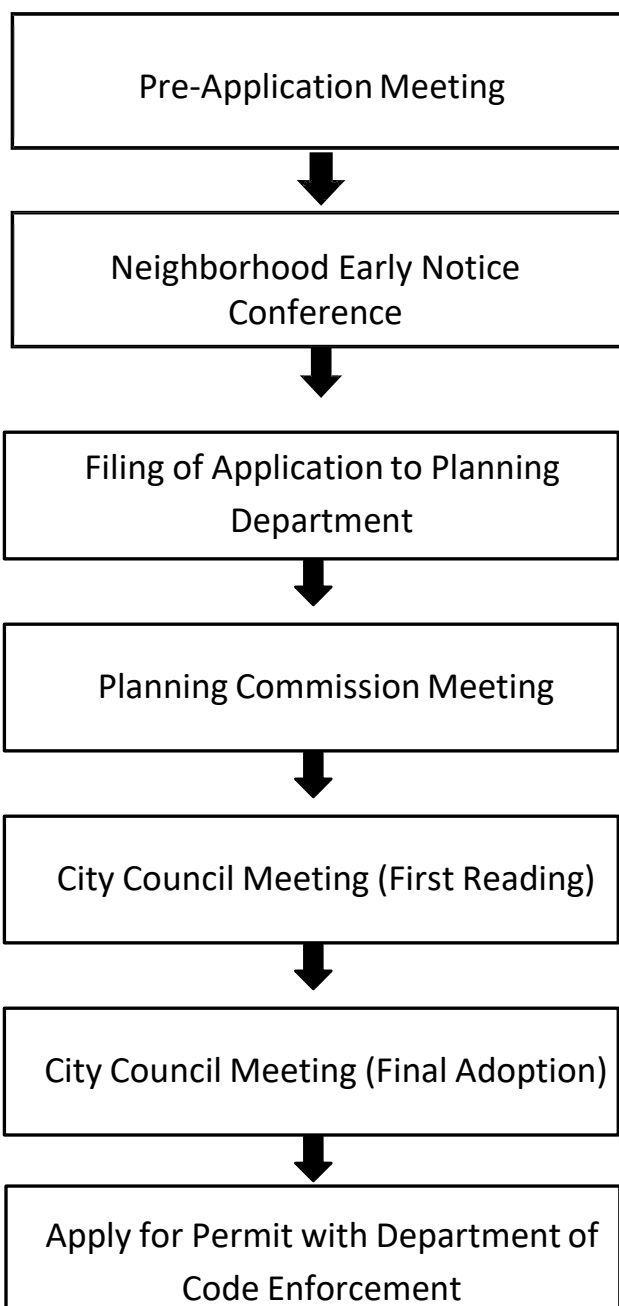 Pre-Application Meeting
Neighborhood Early Notice
Conference
Filing of Application to Planning
Department
Planning Commission Meeting
City Council Meeting (First Reading)
City Council Meeting (Final Adoption)
Apply for Permit with Department of
Code Enforcement